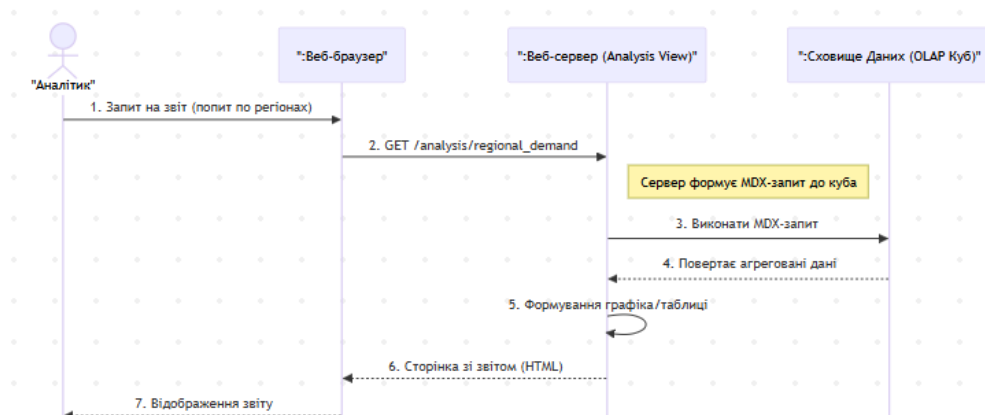 ":Веб-браузер"
":Веб-сервер (Analysis View)"
":Сховище Даних (OLAP Куб)"
"Аналітик"
1. Запит на звіт (попит по регіонах)
2. GET /analysis/regional_demand
Сервер формує MDX-запит до куба
3. Виконати MDX-запит
4. Повертає агреговані дані
5. Формування графіка/таблиці
6. Сторінка зі звітом (HTML)
7. Відображення звіту